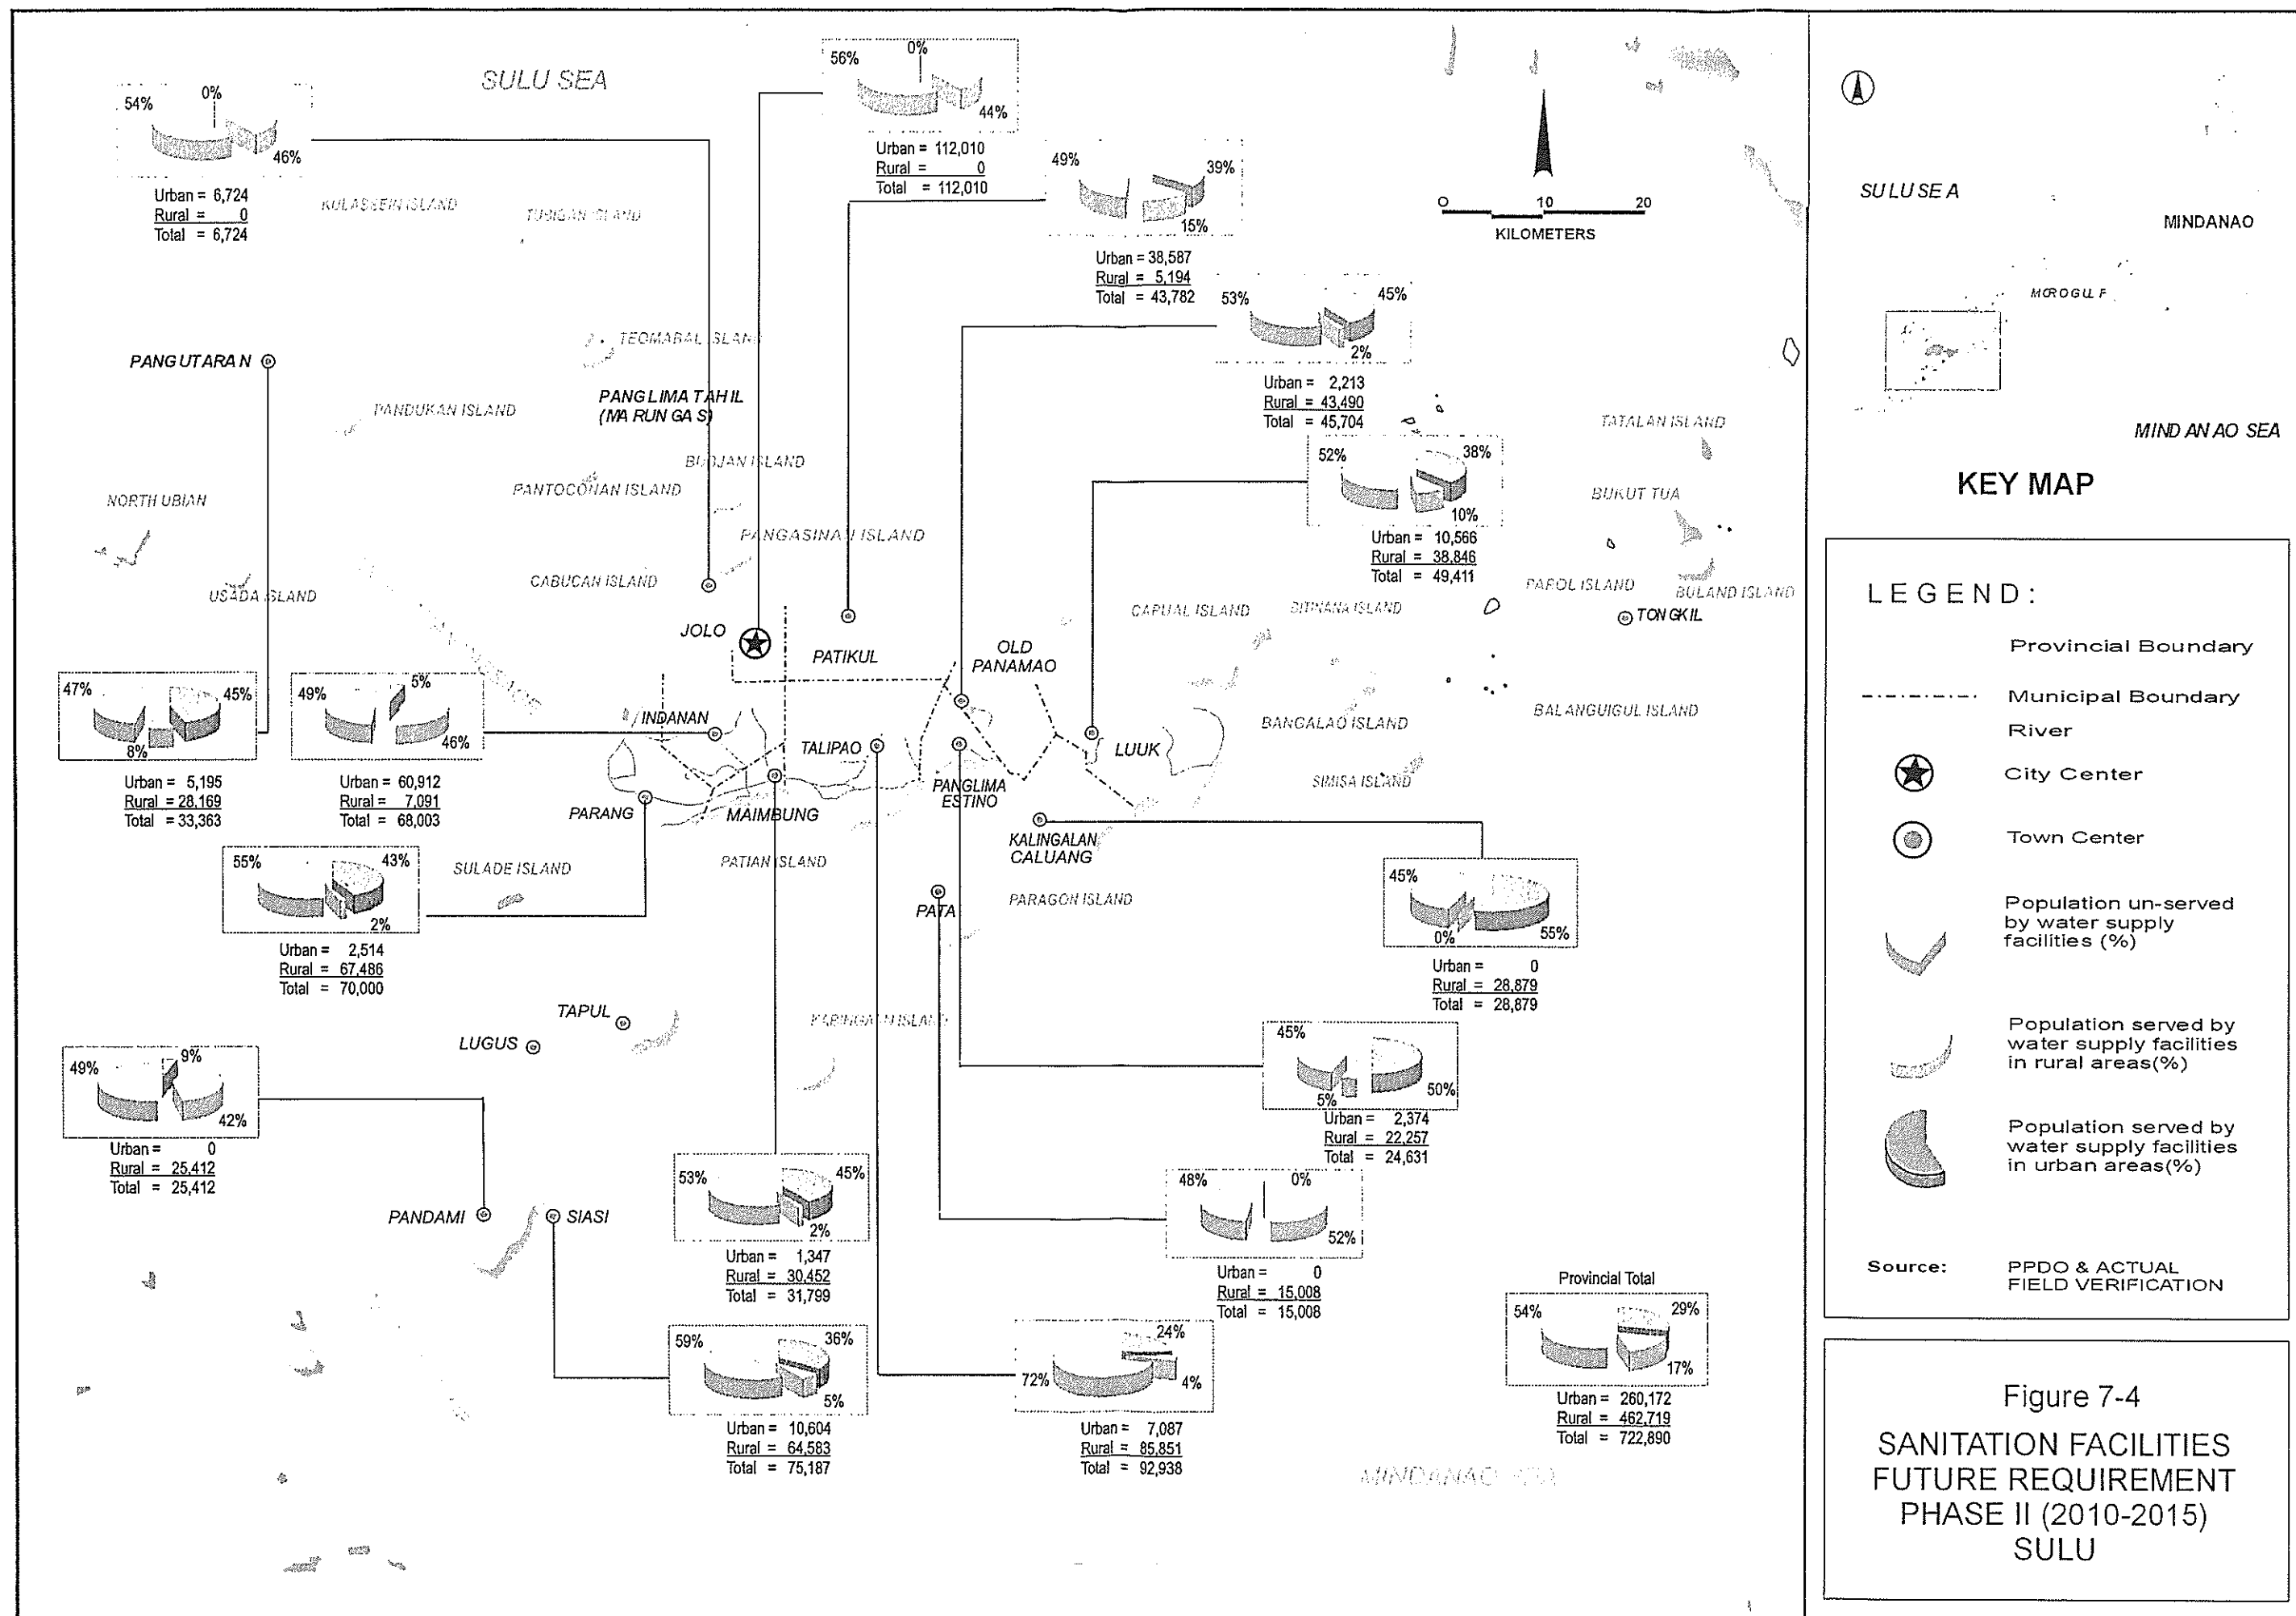 SULU SEA
54%
0%
46%
Urban = 6,724
Rural = 0
Total = 6,724
56%
0%
44%
Urban = 112,010
Rural = 0
Total = 112,010
49%
39%
15%
Urban = 38,587
Rural = 5,194
Total = 43,782
53%
45%
2%
Urban = 2,213
Rural = 43,490
Total = 45,704
52%
38%
10%
Urban = 10,566
Rural = 38,846
Total = 49,411
0 10 20
KILOMETERS
TUBIGAN ISLAND
TEOMABAL ISLAND
PANGUTARAN
PANGLIMA TAHIL
(MARUNGAS)
PANDUKAN ISLAND
TATALAN ISLAND
PANTOCONAN ISLAND
NORTH UBIAN
BUKUT TUA
PANGASINAN ISLAND
CABUCAN ISLAND
USADA ISLAND
CAPUAL ISLAND
BITINANA ISLAND
PAROL ISLAND
BULAND ISLAND
TONGKIL
JOLO
PATIKUL
OLD
PANAMAO
47%
45%
8%
Urban = 5,195
Rural = 28,169
Total = 33,363
49%
5%
46%
Urban = 60,912
Rural = 7,091
Total = 68,003
INDANAN
TALIPAO
LUUK
BANCALAO ISLAND
BALANGUIGUI ISLAND
SIMISA ISLAND
PANGLIMA
ESTINO
PARANG
MAIMBUNG
KALINGALAN
CALUANG
SULADE ISLAND
PATIAN ISLAND
PATA
PARAGON ISLAND
55%
43%
2%
Urban = 2,514
Rural = 67,486
Total = 70,000
45%
0%
55%
Urban = 0
Rural = 28,879
Total = 28,879
TAPUL
LUGUS
49%
9%
42%
Urban = 0
Rural = 25,412
Total = 25,412
45%
5%
50%
Urban = 2,374
Rural = 22,257
Total = 24,631
PANDAMI
SIASI
53%
45%
2%
Urban = 1,347
Rural = 30,452
Total = 31,799
48%
0%
52%
Urban = 0
Rural = 15,008
Total = 15,008
59%
36%
5%
Urban = 10,604
Rural = 64,583
Total = 75,187
72%
24%
4%
Urban = 7,087
Rural = 85,851
Total = 92,938
Provincial Total
54%
29%
17%
Urban = 260,172
Rural = 462,719
Total = 722,890
SULU SEA
MINDANAO
MORO GULF
MINDANAO SEA
KEY MAP
LEGEND:
Provincial Boundary
Municipal Boundary
River
City Center
Town Center
Population un-served
by water supply
facilities (%)
Population served by
water supply facilities
in rural areas(%)
Population served by
water supply facilities
in urban areas(%)
Source: PPDO & ACTUAL
FIELD VERIFICATION
Figure 7-4
SANITATION FACILITIES
FUTURE REQUIREMENT
PHASE II (2010-2015)
SULU